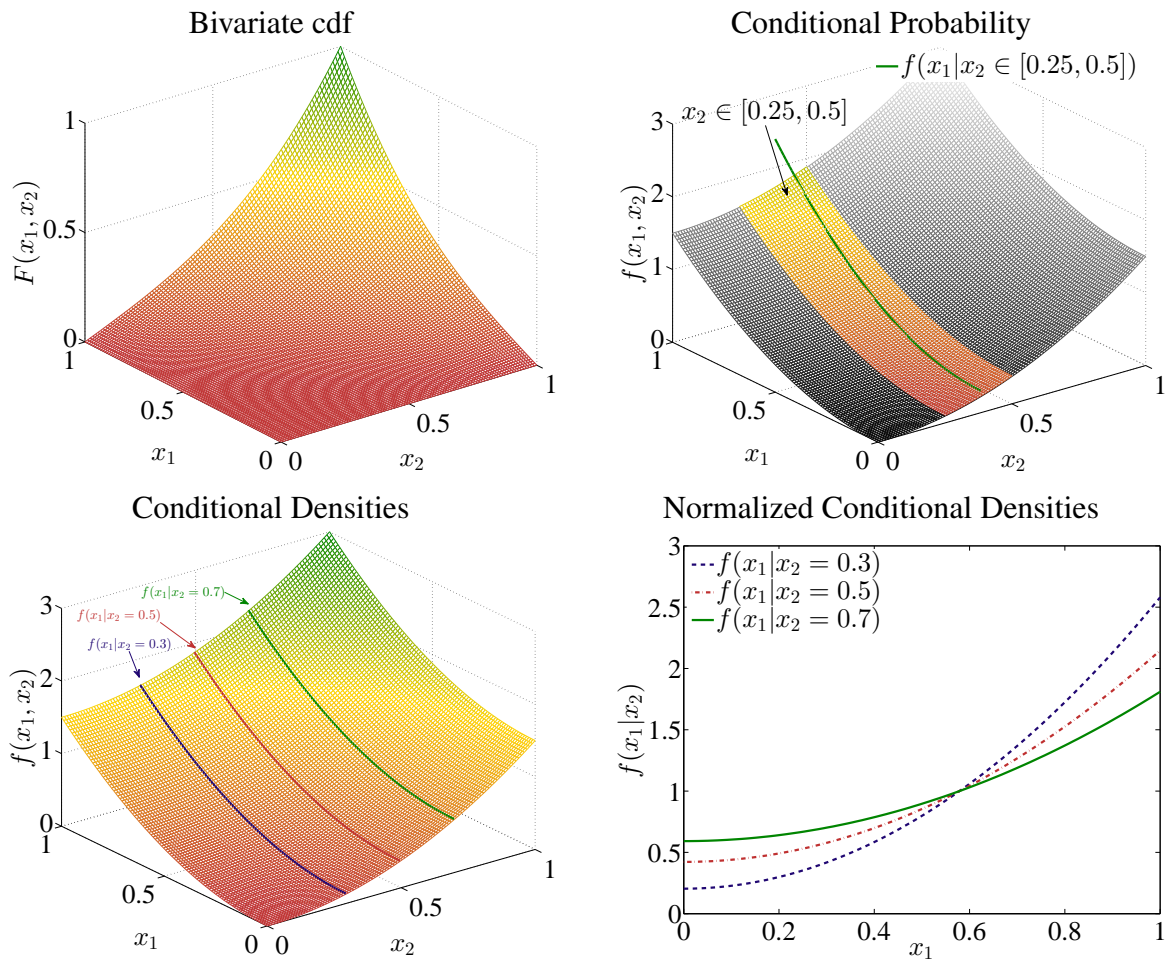 Bivariate cdf
1
0.5
0
F(x₁, x₂)
1
0.5
0
x₁
0
0.5
1
x₂
Conditional Probability
f(x₁|x₂ ∈ [0.25, 0.5])
x₂ ∈ [0.25, 0.5]
3
2
1
0
f(x₁, x₂)
1
0.5
0
x₁
0
0.5
1
x₂
Conditional Densities
f(x₁|x₂ = 0.7)
f(x₁|x₂ = 0.5)
f(x₁|x₂ = 0.3)
3
2
1
0
f(x₁, x₂)
1
0.5
0
x₁
0
0.5
1
x₂
Normalized Conditional Densities
f(x₁|x₂ = 0.3)
f(x₁|x₂ = 0.5)
f(x₁|x₂ = 0.7)
3
2.5
2
1.5
1
0.5
0
f(x₁|x₂)
0 0.2 0.4 0.6 0.8 1
x₁